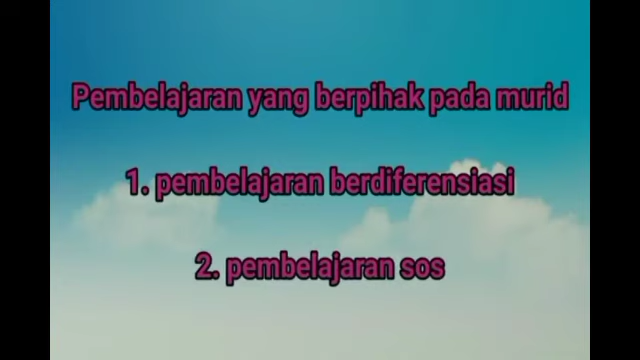 Pembelajaran yang berpihak pada murid
1. pembelajaran berdiferensiasi
2. pembelajaran sos